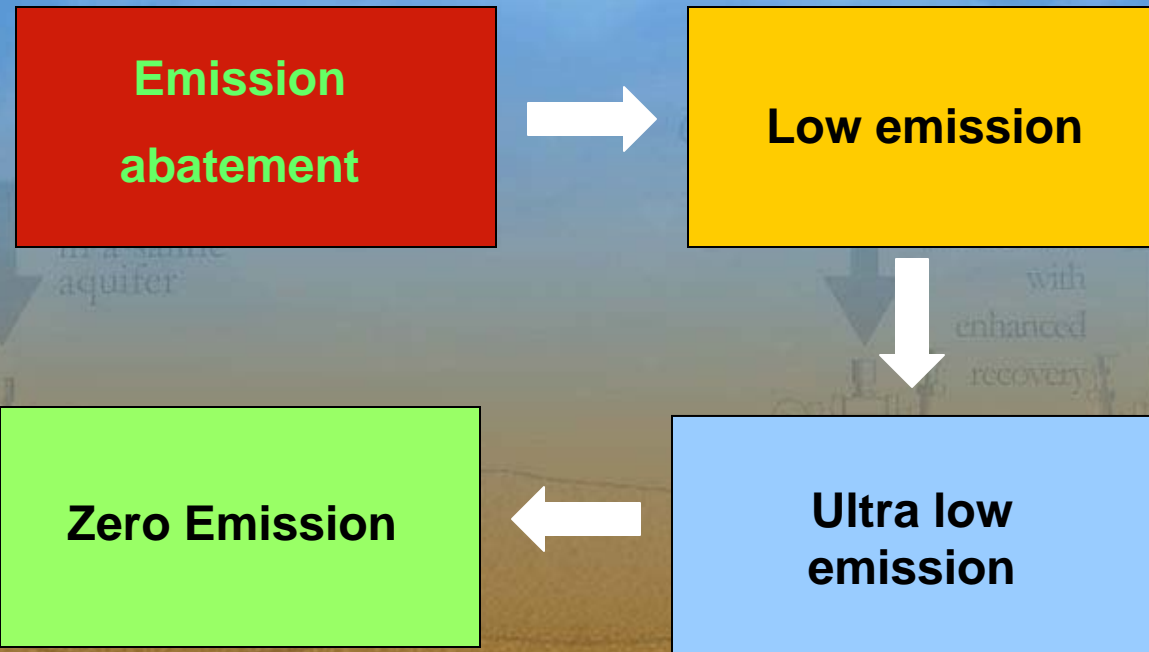 Emission
abatement
Low emission
in a saline
aquifer
with
enhanced
recovery
Ultra low
emission
Zero Emission